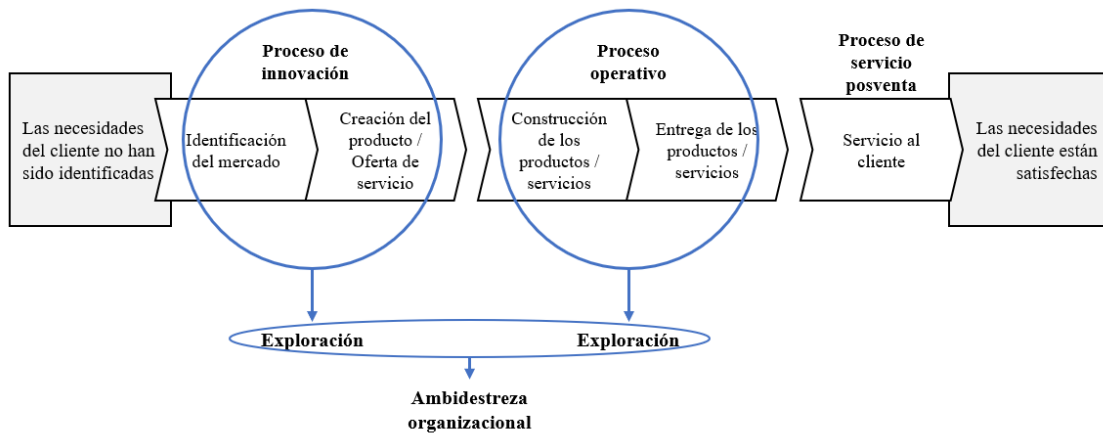 Proceso de
innovación
Proceso
operativo
Proceso de
servicio
posventa
Las necesidades
del cliente no han
sido identificadas
Identificación
del mercado
Creación del
producto /
Oferta de
servicio
Construcción
de los
productos /
servicios
Entrega de los
productos /
servicios
Servicio al
cliente
Las necesidades
del cliente están
satisfechas
Exploración
Exploración
Ambidestreza
organizacional